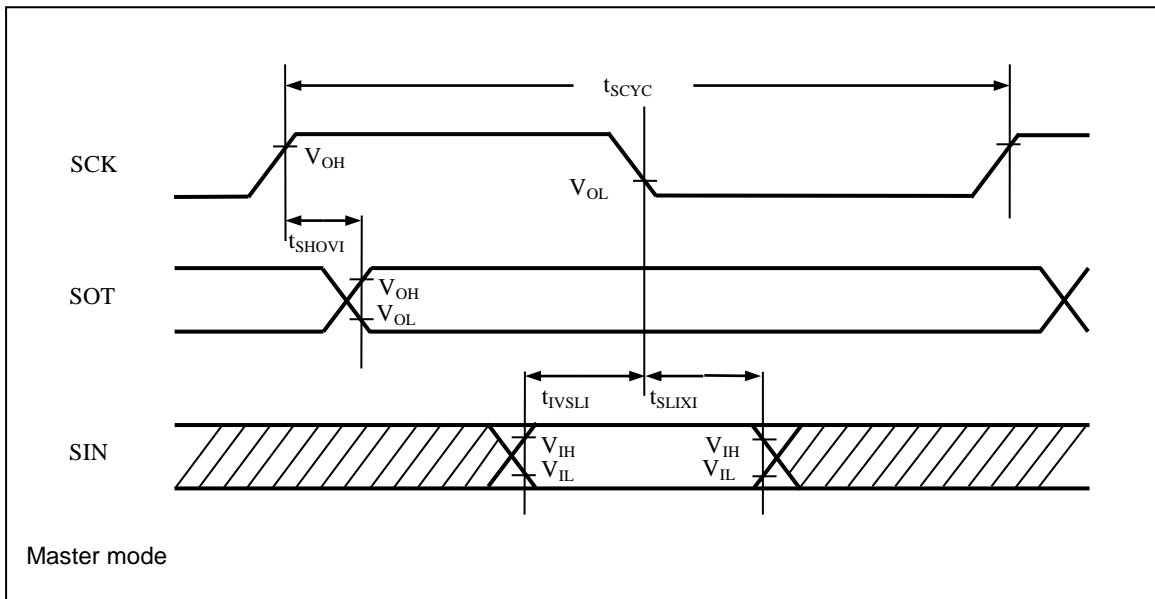 tSCYC
SCK
VOH
VOL
tSHOVI
SOT
VOH
VOL
tIVSLI
tSLIXI
SIN
VIH
VIL
VIH
VIL
Master mode